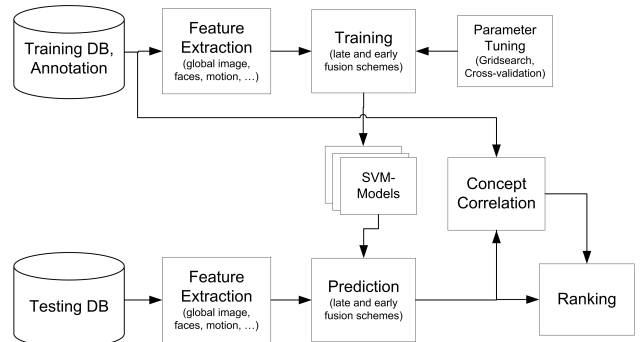 Training DB,
Annotation
Feature
Extraction
(global image,
faces, motion, …)
Training
(late and early
fusion schemes)
Parameter
Tuning
(Gridsearch,
Cross-validation)
SVM-
Models
Concept
Correlation
Testing DB
Feature
Extraction
(global image,
faces, motion, …)
Prediction
(late and early
fusion schemes)
Ranking